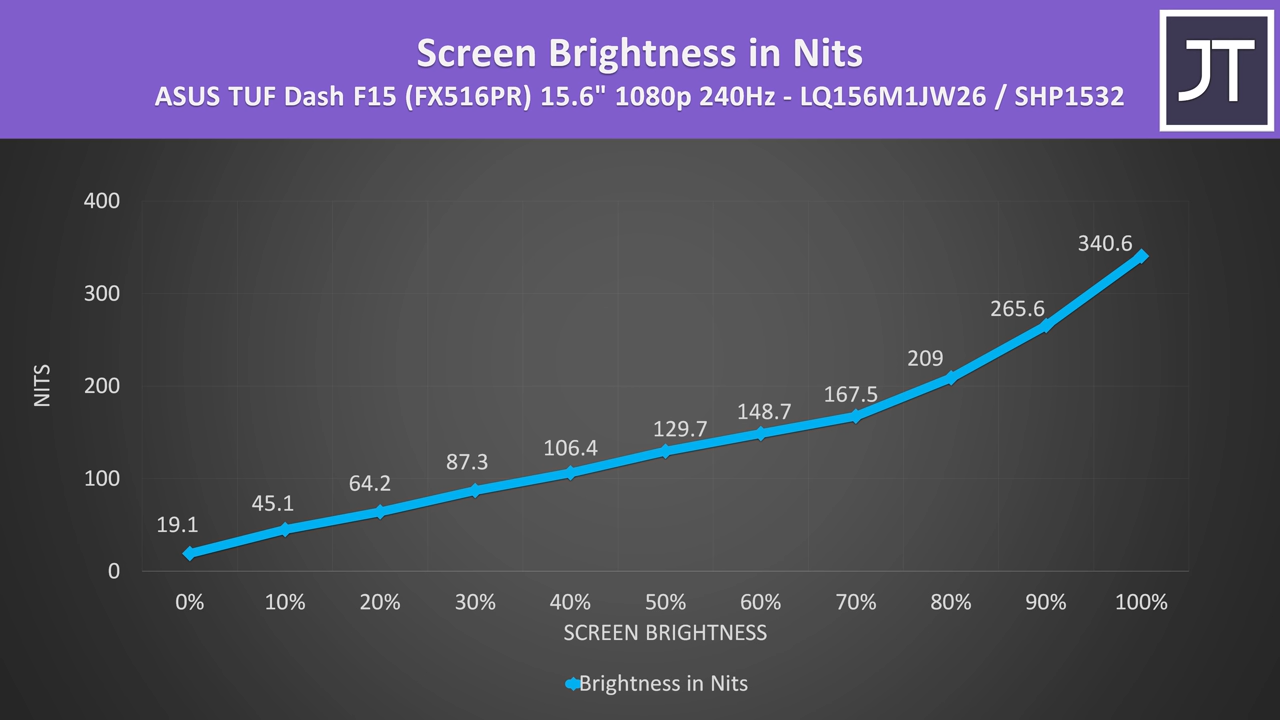 Screen Brightness in Nits
ASUS TUF Dash F15 (FX516PR) 15.6" 1080p 240Hz - LQ156M1JW26 / SHP1532
JT
400
300
200
100
0
NITS
19.1
45.1
64.2
87.3
106.4
129.7
148.7
167.5
209
265.6
340.6
0% 10% 20% 30% 40% 50% 60% 70% 80% 90% 100%
SCREEN BRIGHTNESS
Brightness in Nits